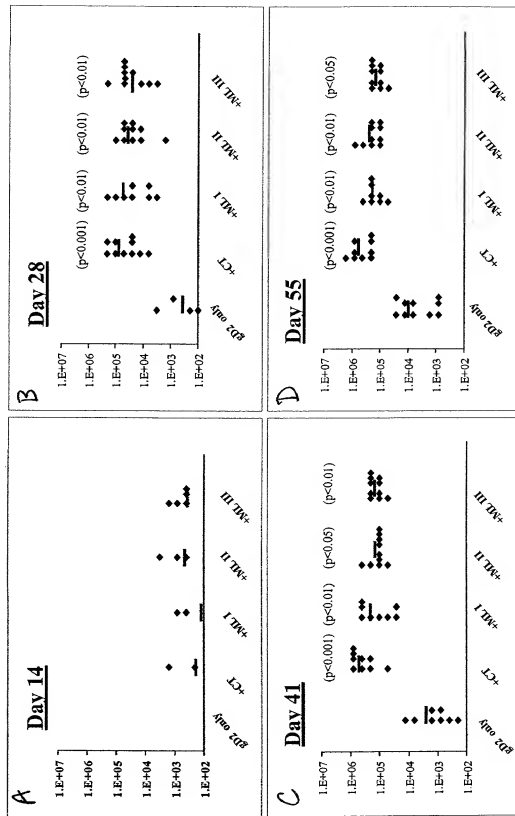 A
Day 14
1.E+07
1.E+06
1.E+05
1.E+04
1.E+03
1.E+02
gD2 only
+CT
+ML I
+ML II
+ML III
B
Day 28
(p<0.001) (p<0.01) (p<0.01) (p<0.01)
1.E+07
1.E+06
1.E+05
1.E+04
1.E+03
1.E+02
gD2 only
+CT
+ML I
+ML II
+ML III
C
Day 41
(p<0.001) (p<0.01) (p<0.05) (p<0.01)
1.E+07
1.E+06
1.E+05
1.E+04
1.E+03
1.E+02
gD2 only
+CT
+ML I
+ML II
+ML III
D
Day 55
(p<0.001) (p<0.01) (p<0.01) (p<0.05)
1.E+07
1.E+06
1.E+05
1.E+04
1.E+03
1.E+02
gD2 only
+CT
+ML I
+ML II
+ML III